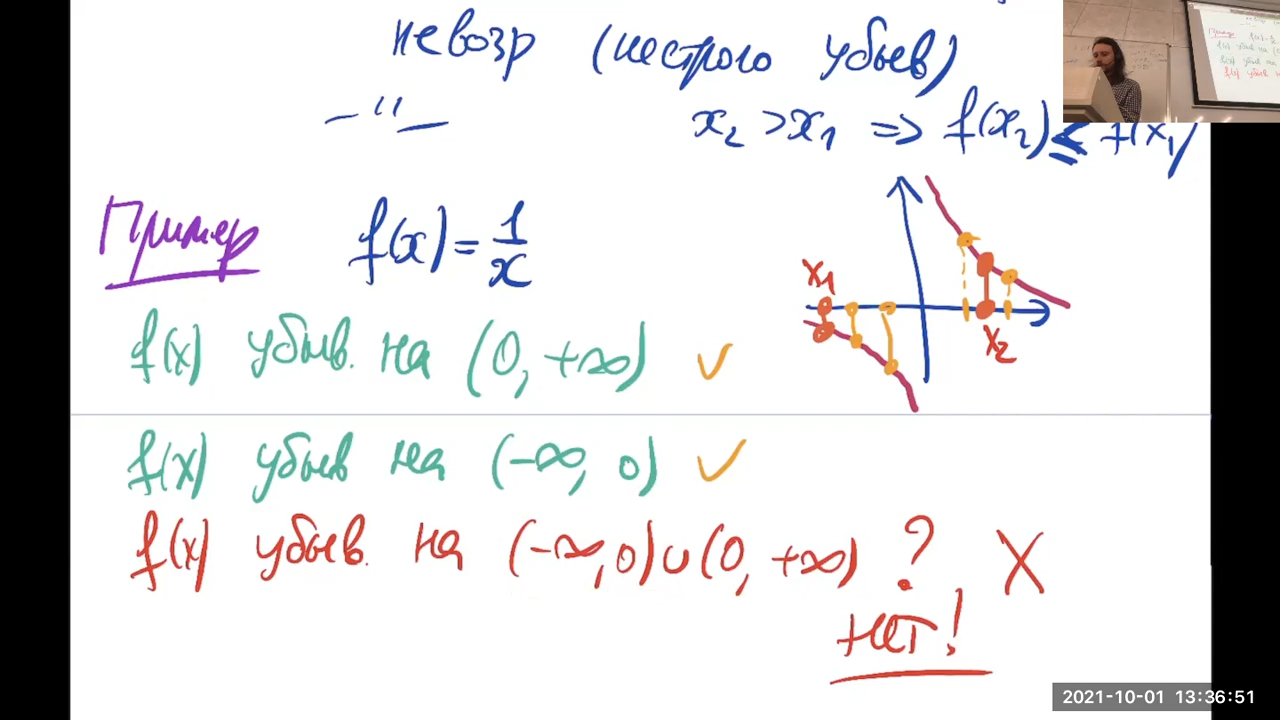 невозр (нестрого убыв)
—"— x₂ > x₁ => f(x₂) ≤ f(x₁)
Пример f(x) = 1/x
x₁
x₂
f(x) убыв. на (0, +∞) ✓
f(x) убыв на (-∞, 0) ✓
f(x) убыв. на (-∞, 0) ∪ (0, +∞) ? X
нет!
2021-10-01 13:36:51